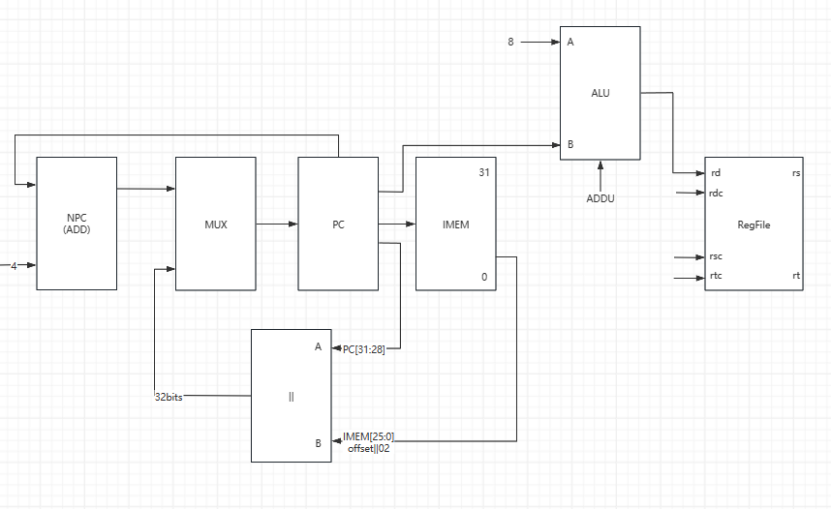 8
A
ALU
B
ADDU
31
rd
rs
rdc
NPC
(ADD)
MUX
PC
IMEM
RegFile
rsc
4
0
rtc
rt
A
PC[31:28]
32bits
||
B
IMEM[25:0]
offset||02